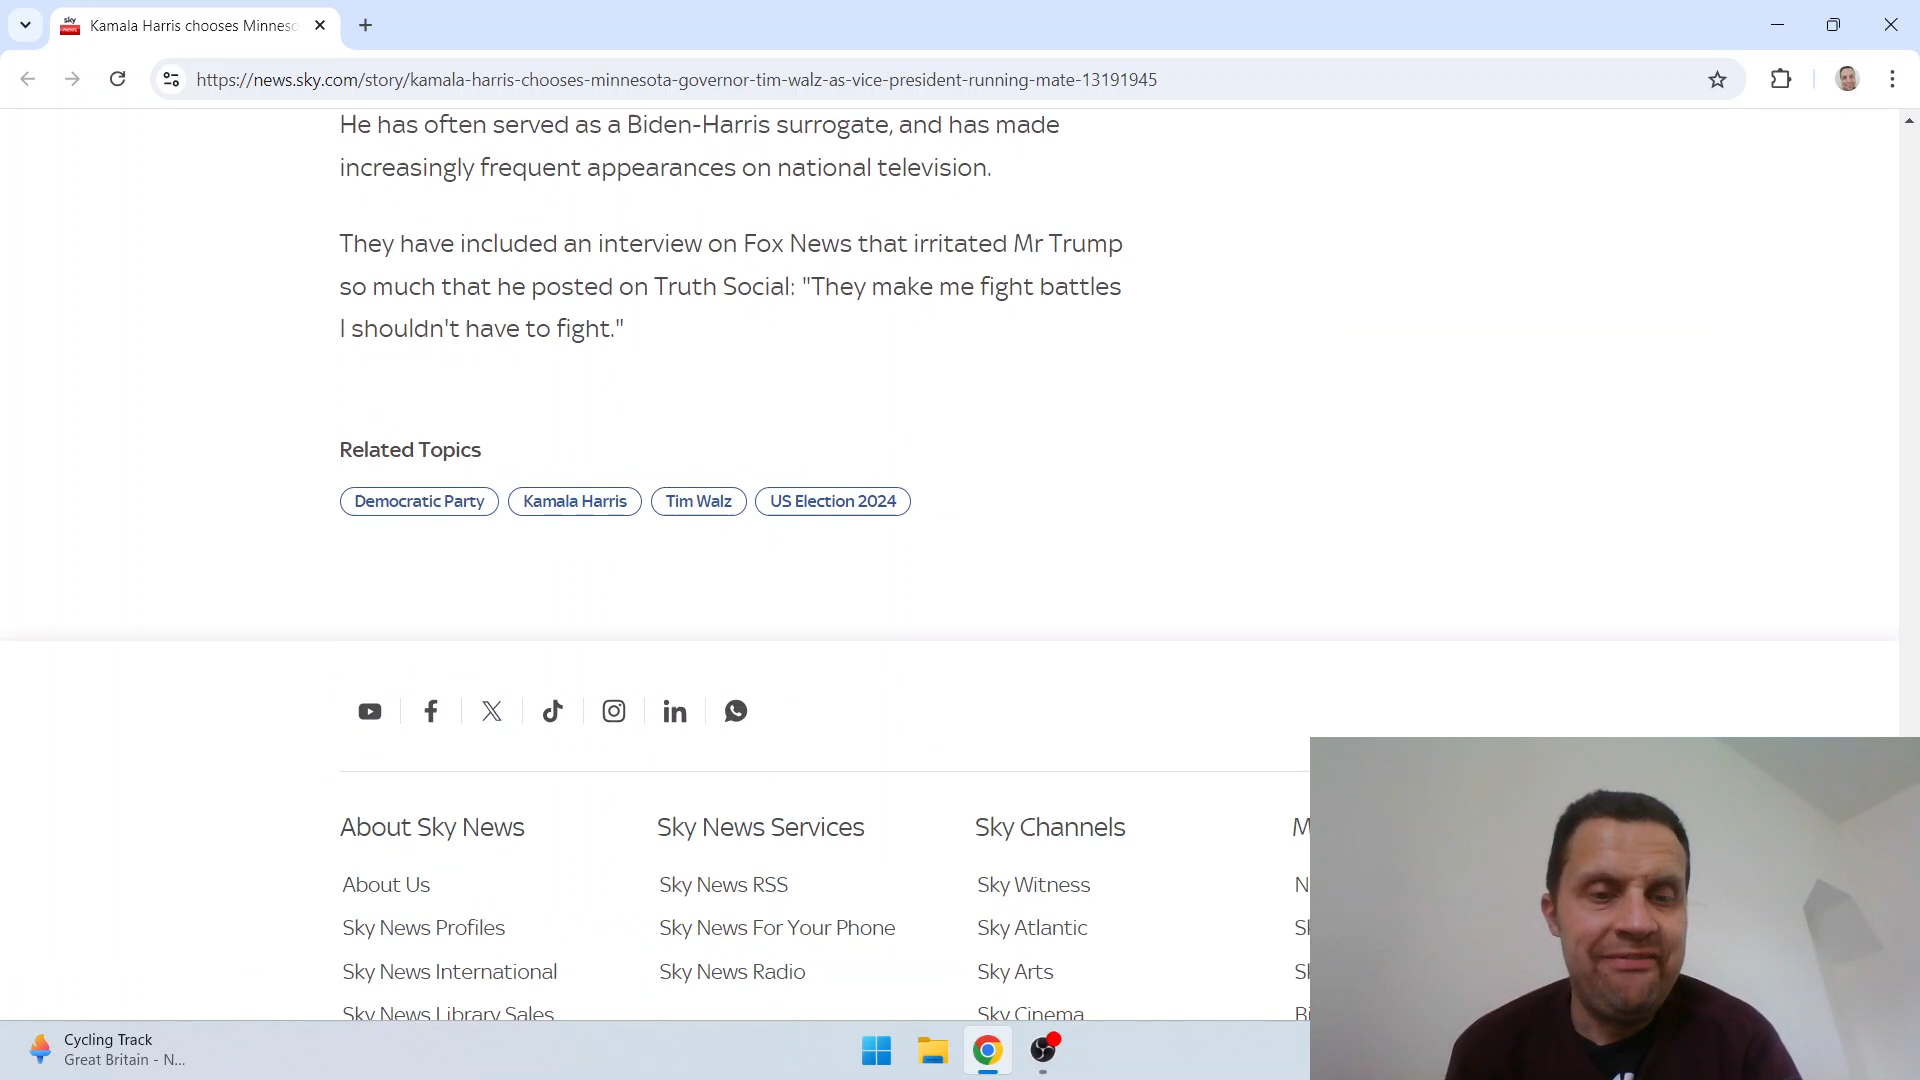 sky
news
Kamala Harris chooses Minneso
https://news.sky.com/story/kamala-harris-chooses-minnesota-governor-tim-walz-as-vice-president-running-mate-13191945
He has often served as a Biden-Harris surrogate, and has made
increasingly frequent appearances on national television.
They have included an interview on Fox News that irritated Mr Trump
so much that he posted on Truth Social: "They make me fight battles
I shouldn't have to fight."
Related Topics
Democratic Party Kamala Harris Tim Walz US Election 2024
About Sky News
About Us
Sky News Profiles
Sky News International
Sky News Library Sales
Sky News Services
Sky News RSS
Sky News For Your Phone
Sky News Radio
Sky Channels
Sky Witness
Sky Atlantic
Sky Arts
Sky Cinema
M
N
Sk
Sk
Bi
Cycling Track
Great Britain - N...